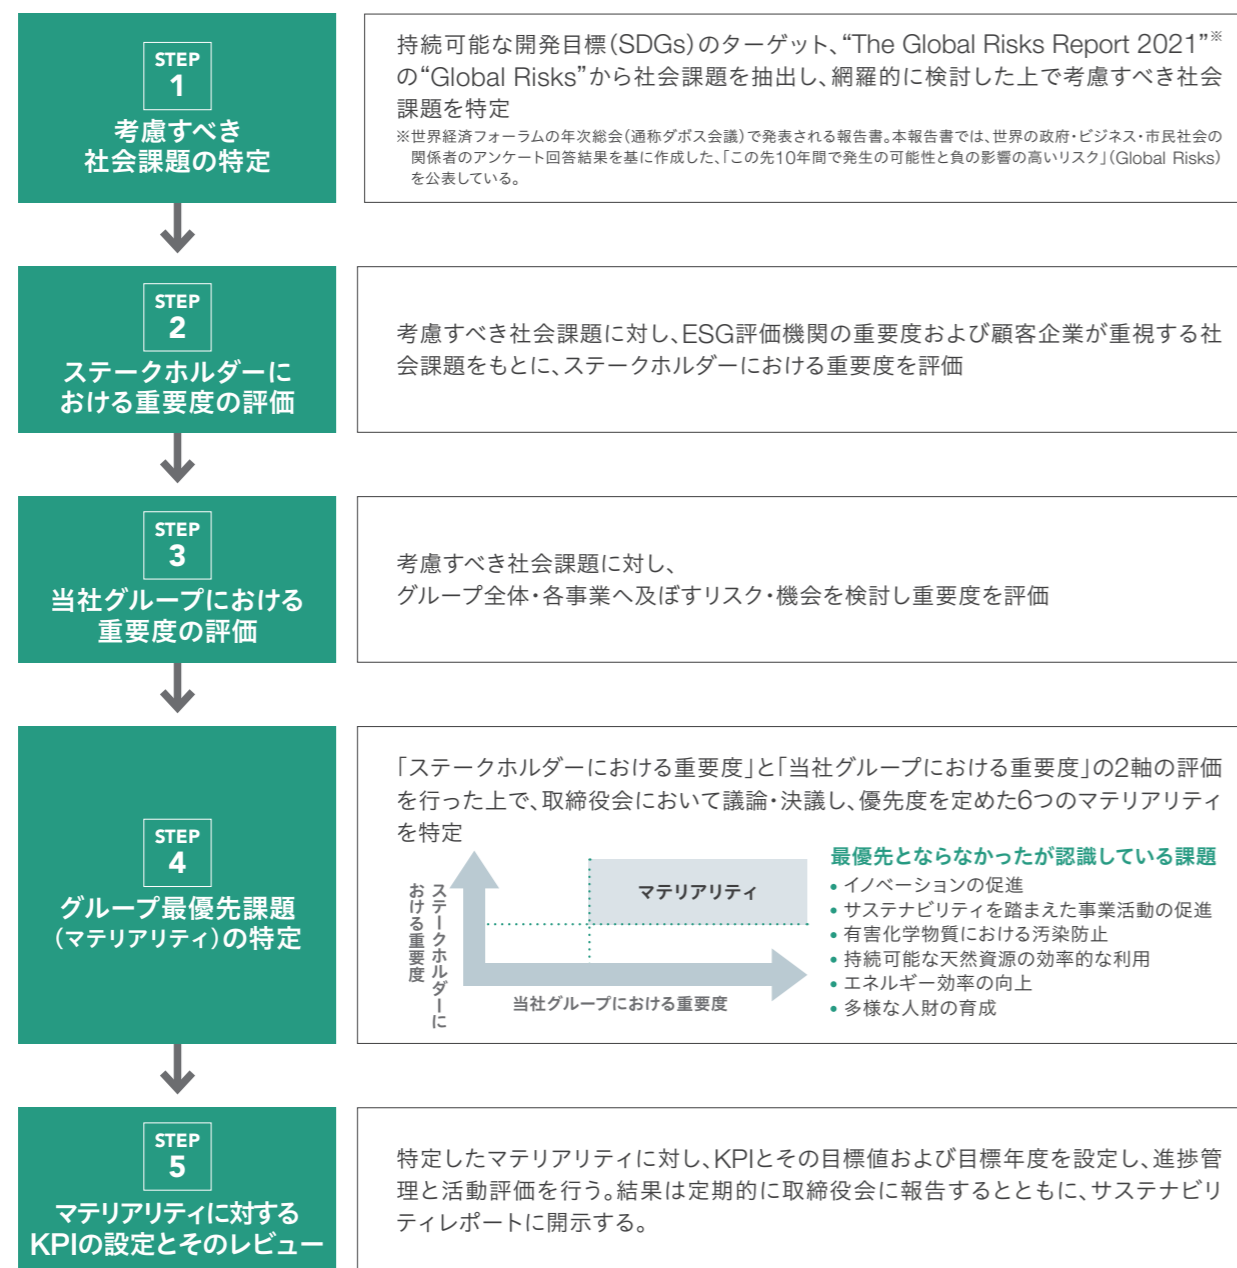 STEP
1
考慮すべき
社会課題の特定
持続可能な開発目標(SDGs)のターゲット、“The Global Risks Report 2021”※
の“Global Risks”から社会課題を抽出し、網羅的に検討した上で考慮すべき社会
課題を特定
※世界経済フォーラムの年次総会(通称ダボス会議)で発表される報告書。本報告書では、世界の政府・ビジネス・市民社会の
関係者のアンケート回答結果を基に作成した、「この先10年間で発生の可能性と負の影響の高いリスク」(Global Risks)
を公表している。
STEP
2
ステークホルダーに
おける重要度の評価
考慮すべき社会課題に対し、ESG評価機関の重要度および顧客企業が重視する社
会課題をもとに、ステークホルダーにおける重要度を評価
STEP
3
当社グループにおける
重要度の評価
考慮すべき社会課題に対し、
グループ全体・各事業へ及ぼすリスク・機会を検討し重要度を評価
STEP
4
グループ最優先課題
(マテリアリティ)の特定
「ステークホルダーにおける重要度」と「当社グループにおける重要度」の2軸の評価
を行った上で、取締役会において議論・決議し、優先度を定めた6つのマテリアリティ
を特定
ステークホルダーに
おける重要度
マテリアリティ
当社グループにおける重要度
最優先とならなかったが認識している課題
• イノベーションの促進
• サステナビリティを踏まえた事業活動の促進
• 有害化学物質における汚染防止
• 持続可能な天然資源の効率的な利用
• エネルギー効率の向上
• 多様な人財の育成
STEP
5
マテリアリティに対する
KPIの設定とそのレビュー
特定したマテリアリティに対し、KPIとその目標値および目標年度を設定し、進捗管
理と活動評価を行う。結果は定期的に取締役会に報告するとともに、サステナビリ
ティレポートに開示する。